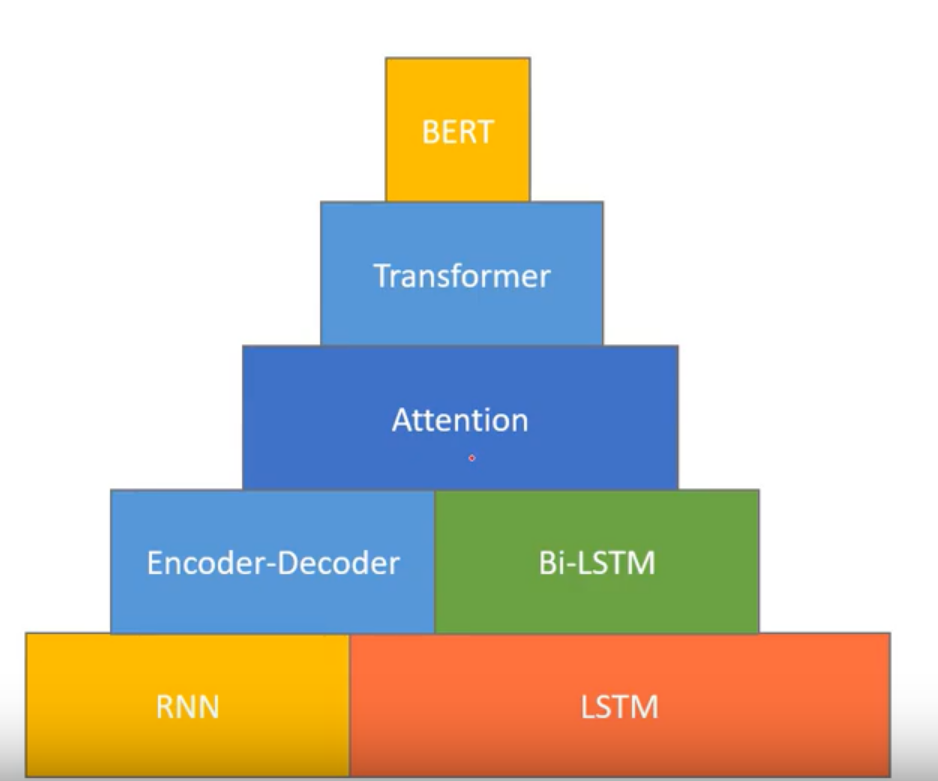 BERT
Transformer
Attention
Encoder-Decoder
Bi-LSTM
RNN
LSTM